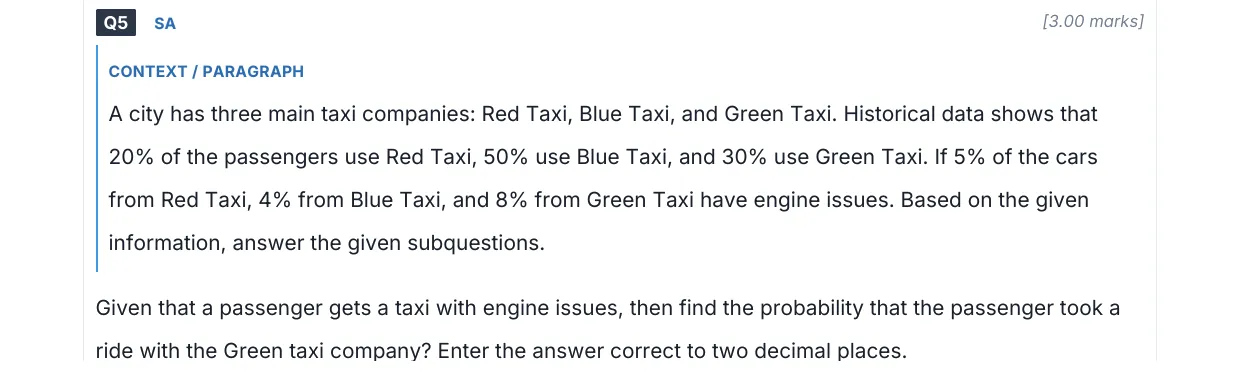 Q5 SA [3.00 marks]
CONTEXT / PARAGRAPH
A city has three main taxi companies: Red Taxi, Blue Taxi, and Green Taxi. Historical data shows that
20% of the passengers use Red Taxi, 50% use Blue Taxi, and 30% use Green Taxi. If 5% of the cars
from Red Taxi, 4% from Blue Taxi, and 8% from Green Taxi have engine issues. Based on the given
information, answer the given subquestions.
Given that a passenger gets a taxi with engine issues, then find the probability that the passenger took a
ride with the Green taxi company? Enter the answer correct to two decimal places.